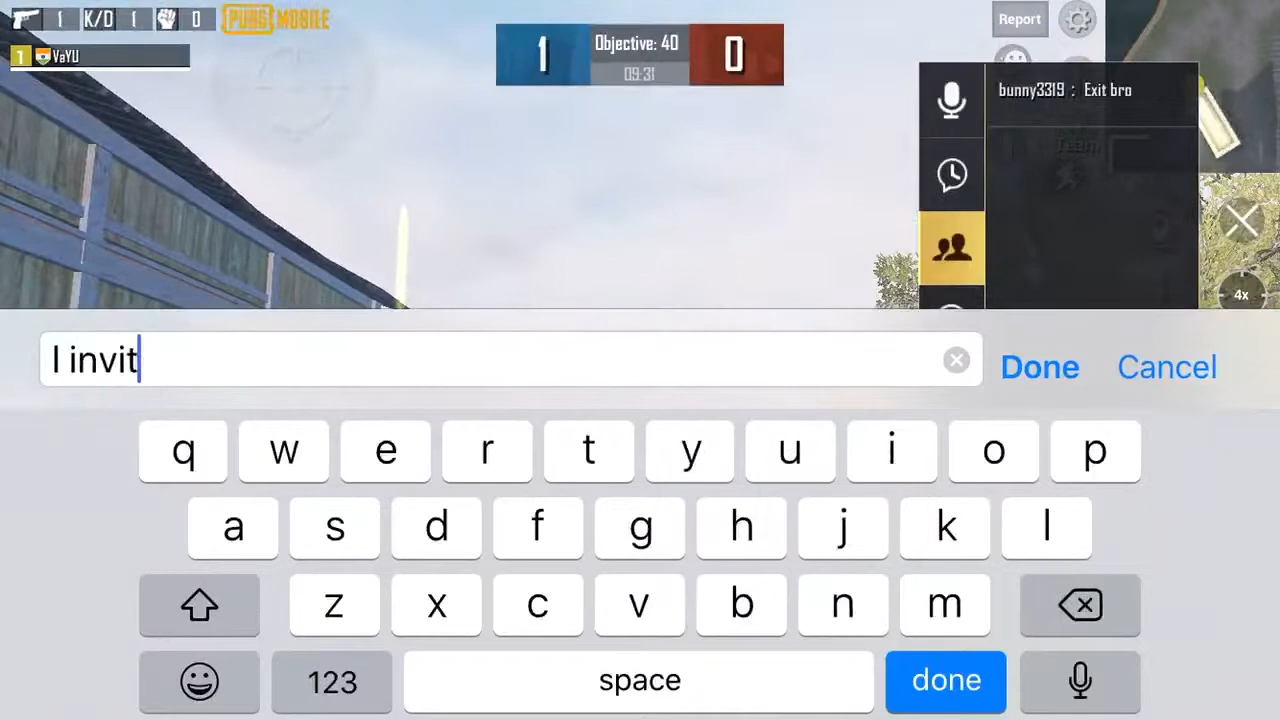 1 K/D 1 0 PUBG MOBILE
1 VaYU
1 Objective: 40 0
09:31
Report
bunny3319 : Exit bro
Team
4x
I invit
Done Cancel
q w e r t y u i o p
a s d f g h j k l
z x c v b n m
123 space done